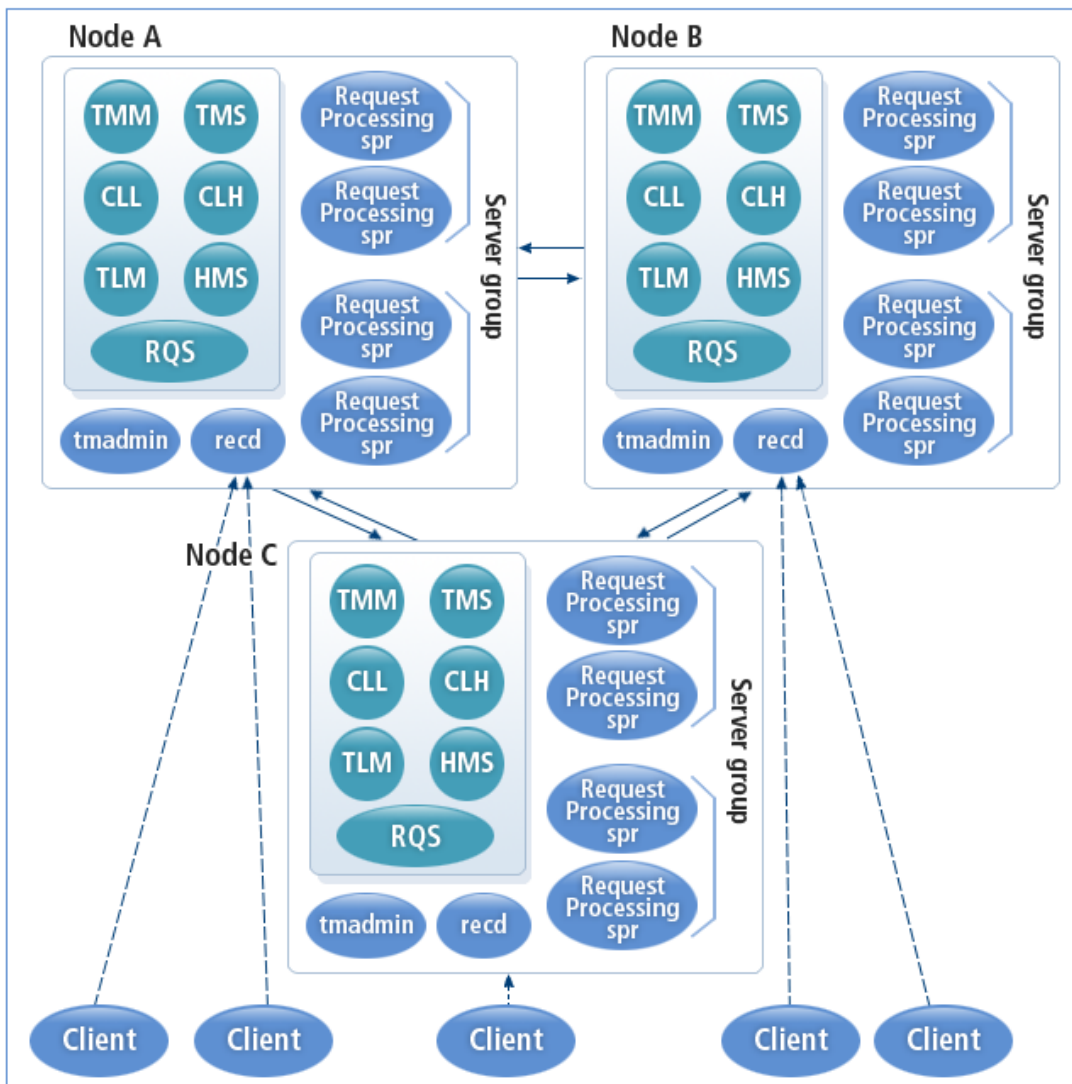 Node A
TMM
TMS
CLL
CLH
TLM
HMS
RQS
tmadmin
recd
Request
Processing
spr
Request
Processing
spr
Request
Processing
spr
Request
Processing
spr
Server group
Node B
TMM
TMS
CLL
CLH
TLM
HMS
RQS
tmadmin
recd
Request
Processing
spr
Request
Processing
spr
Request
Processing
spr
Request
Processing
spr
Server group
Node C
TMM
TMS
CLL
CLH
TLM
HMS
RQS
tmadmin
recd
Request
Processing
spr
Request
Processing
spr
Request
Processing
spr
Request
Processing
spr
Server group
Client
Client
Client
Client
Client